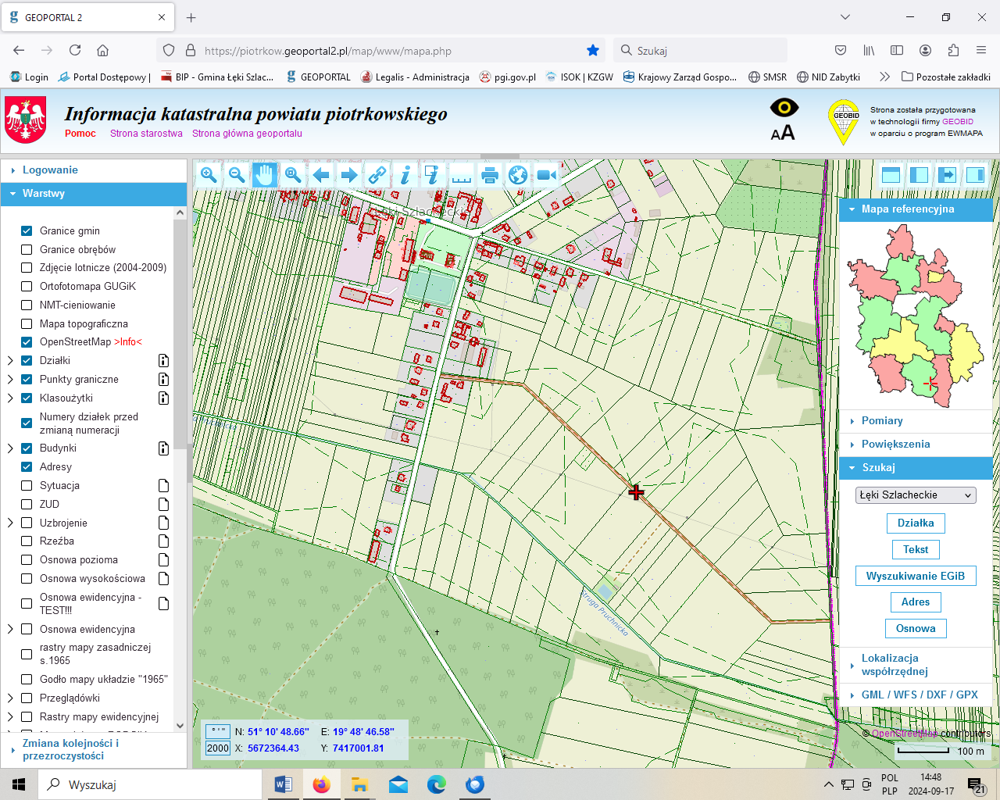 GEOPORTAL 2
https://piotrkow.geoportal2.pl/map/www/mapa.php
Szukaj
Login
Portal Dostępowy |
BIP - Gmina Łęki Szlac...
GEOPORTAL
Legalis - Administracja
pgi.gov.pl
ISOK | KZGW
Krajowy Zarząd Gospo...
SMSR
NID Zabytki
Pozostałe zakładki
Informacja katastralna powiatu piotrkowskiego
Pomoc Strona starostwa Strona główna geoportalu
AA
GEOBID
Strona została przygotowana
w technologii firmy GEOBID
w oparciu o program EWMAPA
Logowanie
Warstwy
Granice gmin
Granice obrębów
Zdjęcie lotnicze (2004-2009)
Ortofotomapa GUGiK
NMT-cieniowanie
Mapa topograficzna
OpenStreetMap >Info<
Działki
Punkty graniczne
Klasoużytki
Numery działek przed
zmianą numeracji
Budynki
Adresy
Sytuacja
ZUD
Uzbrojenie
Rzeźba
Osnowa pozioma
Osnowa wysokościowa
Osnowa ewidencyjna -
TEST!!!
Osnowa ewidencyjna
rastry mapy zasadniczej
s.1965
Godło mapy układzie "1965"
Przeglądówki
Rastry mapy ewidencyjnej
Zmiana kolejności i
przezroczystości
Łęki Szlacheckie
Struga Pruchnicka
° ' " N: 51° 10' 48.66" E: 19° 48' 46.58"
2000 X: 5672364.43 Y: 7417001.81
Mapa referencyjna
Pomiary
Powiększenia
Szukaj
Łęki Szlacheckie
Działka
Tekst
Wyszukiwanie EGiB
Adres
Osnowa
Lokalizacja
współrzędnej
GML / WFS / DXF / GPX
© OpenStreetMap contributors
100 m
Wyszukaj
POL
PLP
14:48
2024-09-17
21